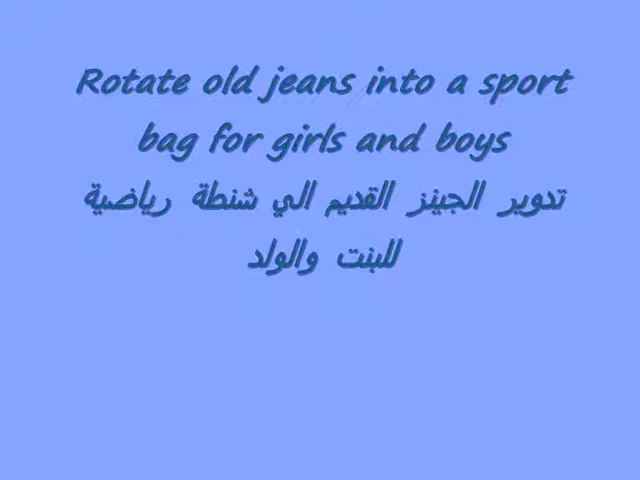 Rotate old jeans into a sport
bag for girls and boys
تدوير الجينز القديم الي شنطة رياضية
للبنت والولد